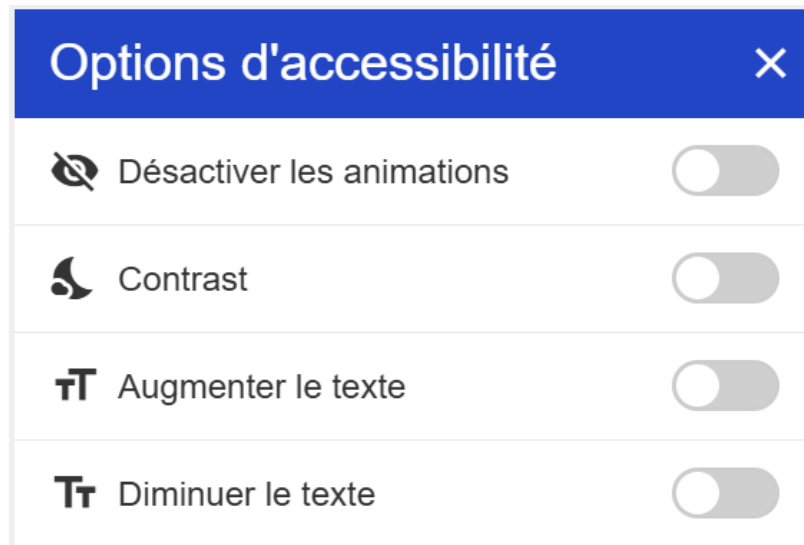 Options d'accessibilité
Désactiver les animations
Contrast
Augmenter le texte
Diminuer le texte